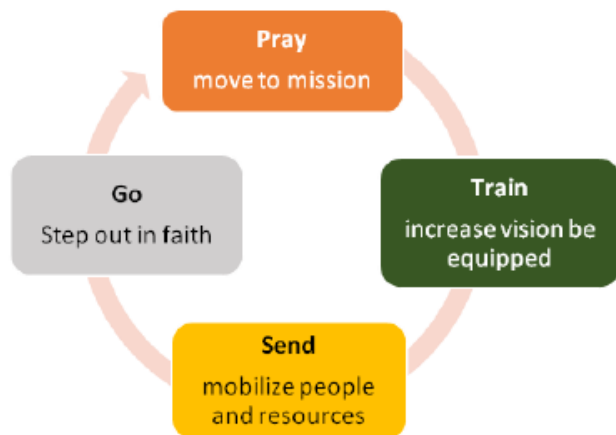 Pray
move to mission
Train
increase vision be
equipped
Send
mobilize people
and resources
Go
Step out in faith